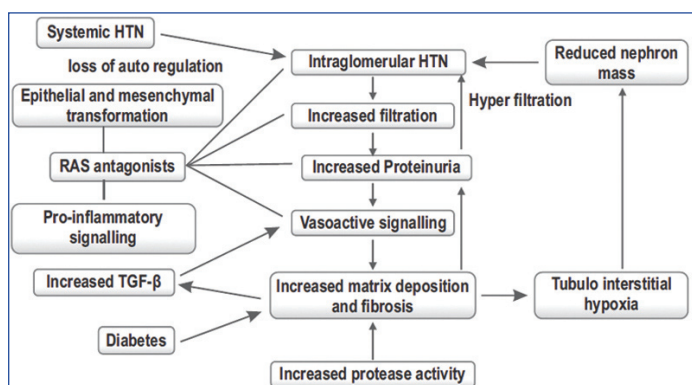 Systemic HTN
loss of auto regulation
Intraglomerular HTN
Reduced nephron
mass
Epithelial and mesenchymal
transformation
Increased filtration
Hyper filtration
RAS antagonists
Increased Proteinuria
Pro-inflammatory
signalling
Vasoactive signalling
Increased TGF-β
Increased matrix deposition
and fibrosis
Tubulo interstitial
hypoxia
Diabetes
Increased protease activity